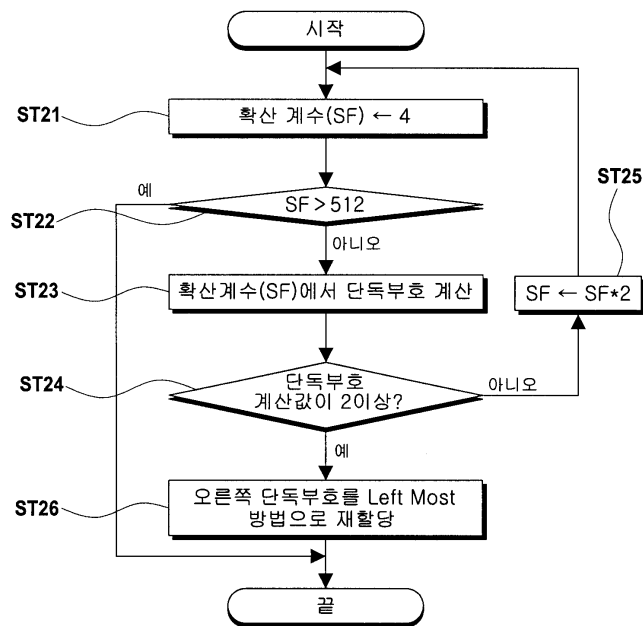 시작
ST21
확산 계수(SF) ← 4
ST25
예
ST22
SF > 512
아니오
ST23
확산계수(SF)에서 단독부호 계산
SF ← SF*2
ST24
단독부호
계산값이 2이상?
아니오
예
ST26
오른쪽 단독부호를 Left Most
방법으로 재할당
끝